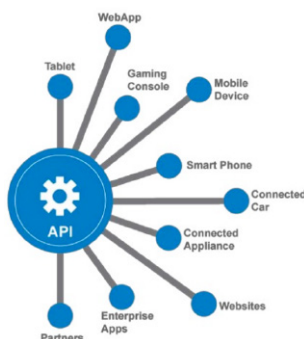 WebApp
Tablet
Gaming
Console
Mobile
Device
Smart Phone
Connected
Car
API
Connected
Appliance
Websites
Enterprise
Apps
Partners